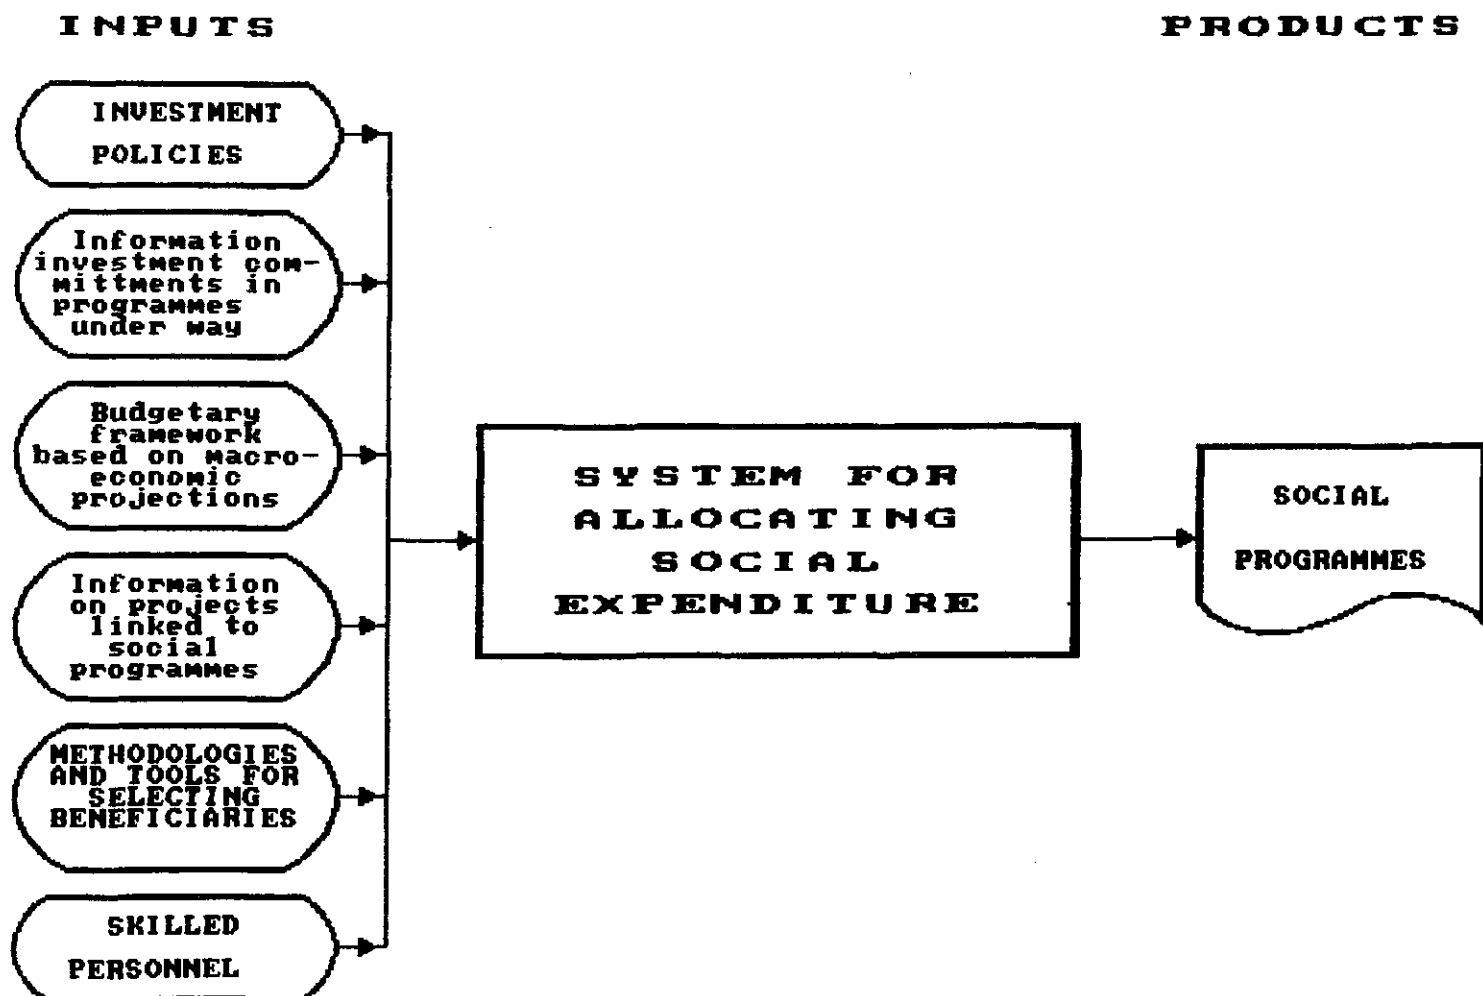 INPUTS
PRODUCTS
INVESTMENT
POLICIES
Information
investment com-
mittments in
programmes
under way
Budgetary
framework
based on macro-
economic
projections
Information
on projects
linked to
social
programmes
METHODOLOGIES
AND TOOLS FOR
SELECTING
BENEFICIARIES
SKILLED
PERSONNEL
SYSTEM FOR
ALLOCATING
SOCIAL
EXPENDITURE
SOCIAL
PROGRAMMES